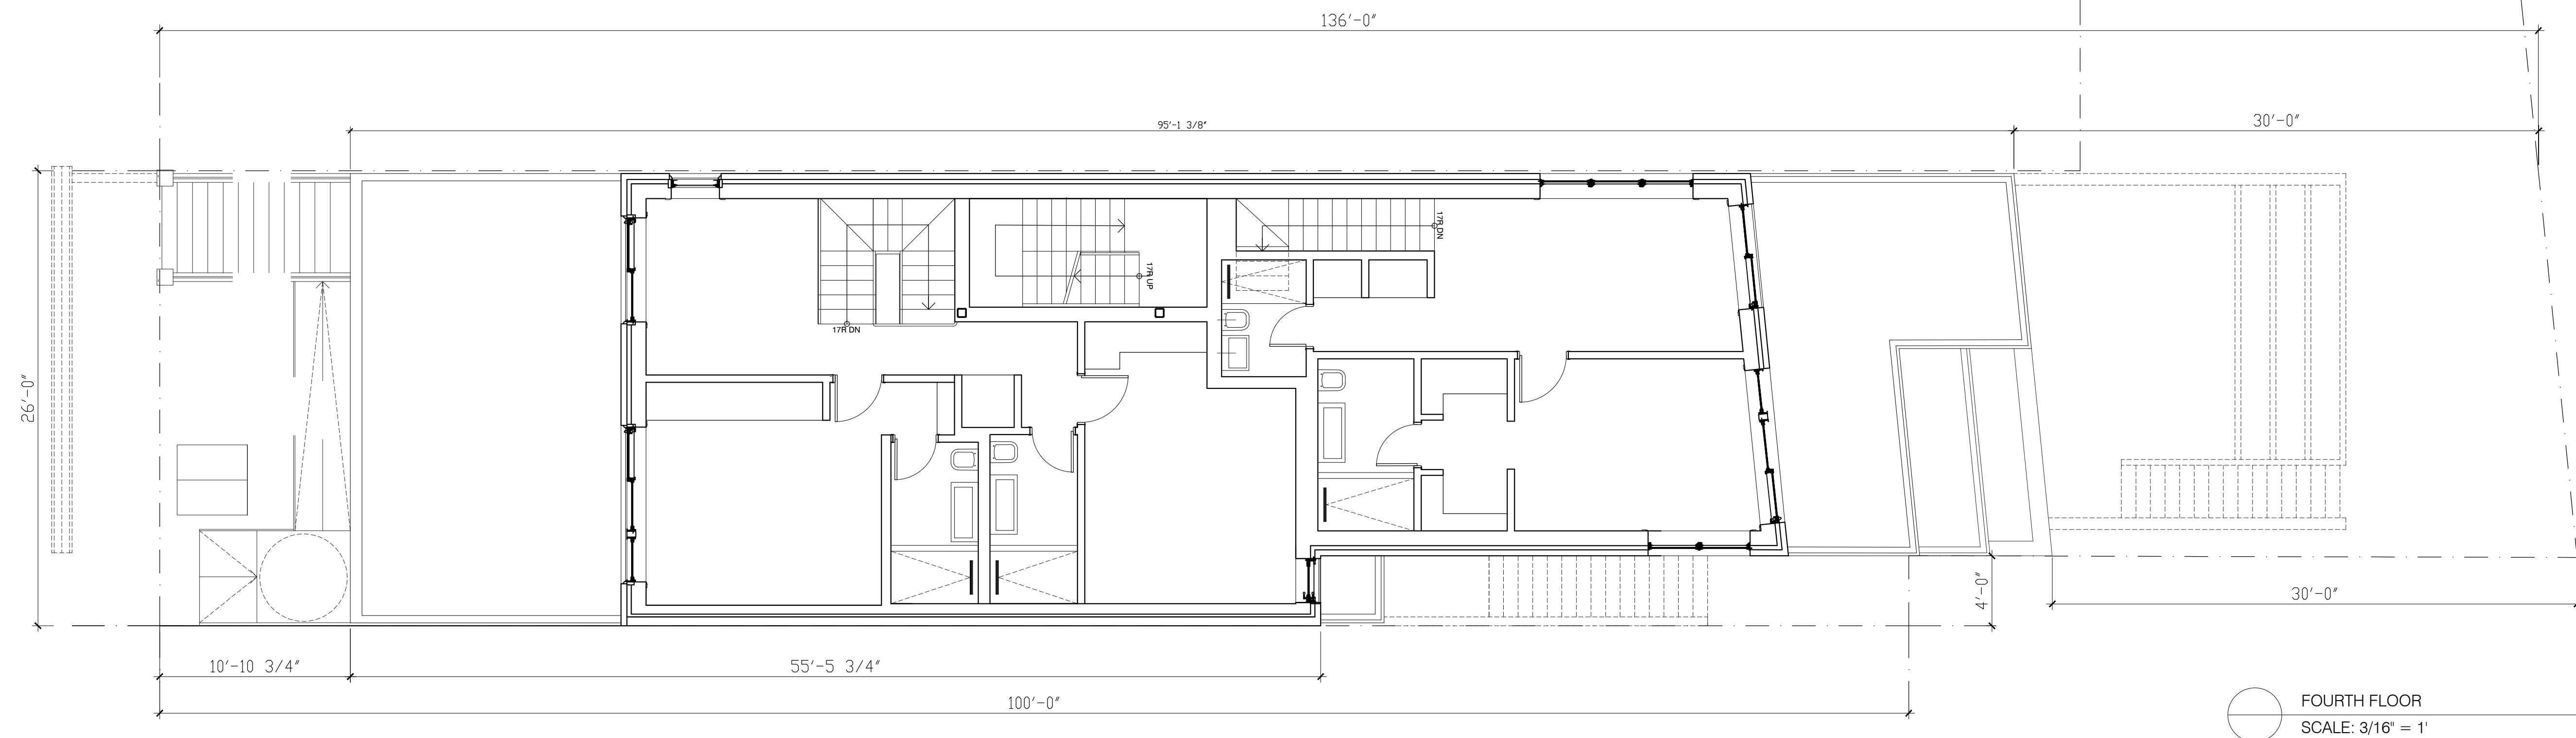 136'-0"
95'-1 3/8"
30'-0"
17R DN
17R UP
17R DN
26'-0"
4'-0"
30'-0"
10'-10 3/4"
55'-5 3/4"
100'-0"
FOURTH FLOOR
SCALE: 3/16" = 1'